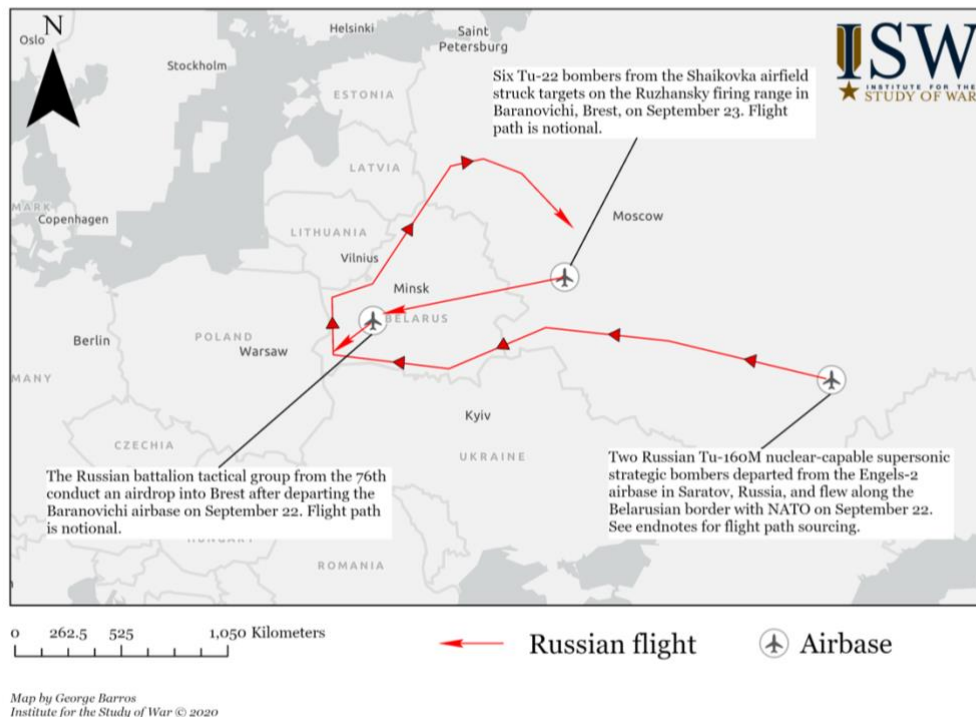 N
Oslo
Helsinki
Saint
Petersburg
Stockholm
ISW
INSTITUTE FOR THE
STUDY OF WAR
Six Tu-22 bombers from the Shaikovka airfield
struck targets on the Ruzhansky firing range in
Baranovichi, Brest, on September 23. Flight
path is notional.
ESTONIA
LATVIA
MARK
Copenhagen
Moscow
LITHUANIA
Vilnius
Minsk
BELARUS
POLAND
Berlin
Warsaw
MANY
Kyiv
CZECHIA
UKRAINE
The Russian battalion tactical group from the 76th
conduct an airdrop into Brest after departing the
Baranovichi airbase on September 22. Flight path
is notional.
Two Russian Tu-160M nuclear-capable supersonic
strategic bombers departed from the Engels-2
airbase in Saratov, Russia, and flew along the
Belarusian border with NATO on September 22.
See endnotes for flight path sourcing.
ROMANIA
0 262.5 525 1,050 Kilometers
Russian flight
Airbase
Map by George Barros
Institute for the Study of War © 2020